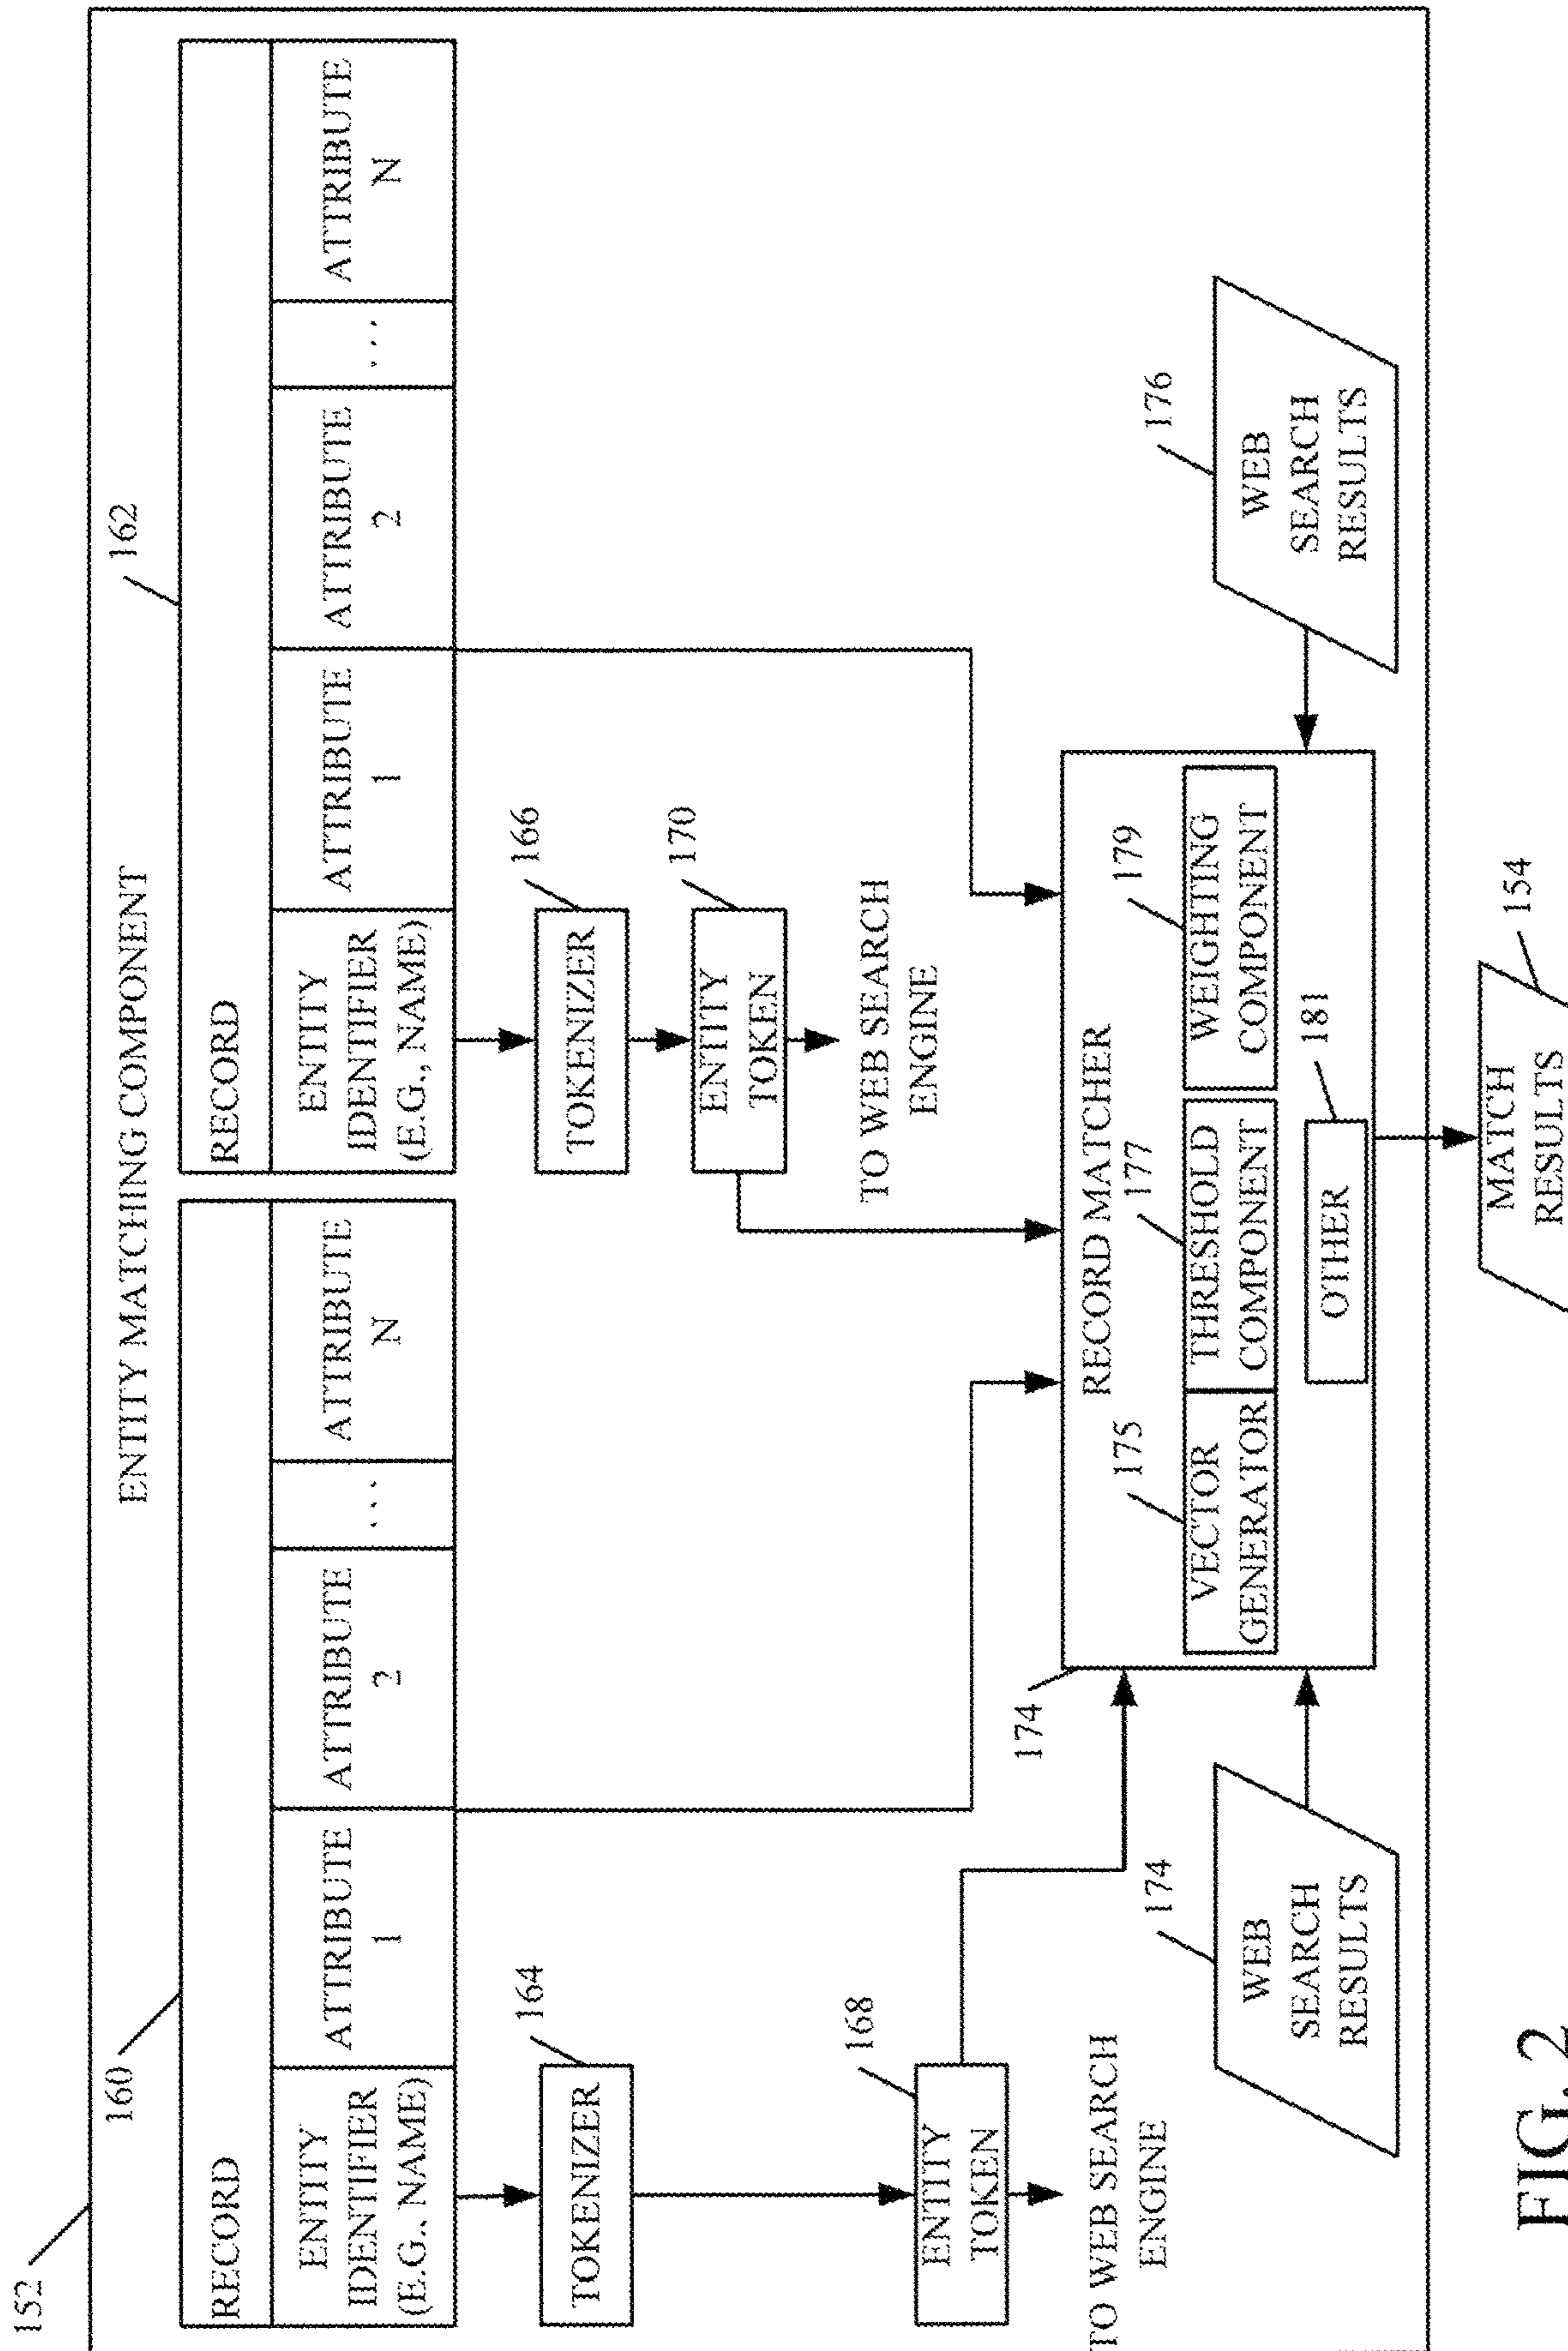 152
ENTITY MATCHING COMPONENT
160
162
RECORD
ENTITY
IDENTIFIER
(E.G., NAME)
ATTRIBUTE
1
ATTRIBUTE
2
...
ATTRIBUTE
N
RECORD
ENTITY
IDENTIFIER
(E.G., NAME)
ATTRIBUTE
1
ATTRIBUTE
2
...
ATTRIBUTE
N
164
TOKENIZER
166
TOKENIZER
168
ENTITY
TOKEN
170
ENTITY
TOKEN
TO WEB SEARCH
ENGINE
TO WEB SEARCH
ENGINE
174
RECORD MATCHER
175
VECTOR
GENERATOR
177
THRESHOLD
COMPONENT
179
WEIGHTING
COMPONENT
181
OTHER
174
WEB
SEARCH
RESULTS
176
WEB
SEARCH
RESULTS
154
MATCH
RESULTS
FIG. 2